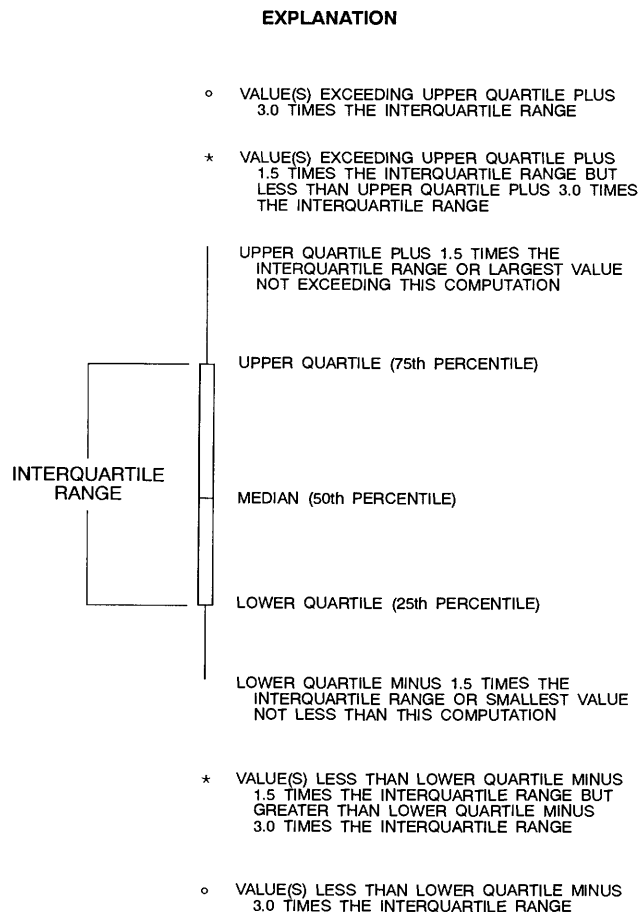 EXPLANATION
o VALUE(S) EXCEEDING UPPER QUARTILE PLUS
3.0 TIMES THE INTERQUARTILE RANGE
* VALUE(S) EXCEEDING UPPER QUARTILE PLUS
1.5 TIMES THE INTERQUARTILE RANGE BUT
LESS THAN UPPER QUARTILE PLUS 3.0 TIMES
THE INTERQUARTILE RANGE
UPPER QUARTILE PLUS 1.5 TIMES THE
INTERQUARTILE RANGE OR LARGEST VALUE
NOT EXCEEDING THIS COMPUTATION
UPPER QUARTILE (75th PERCENTILE)
INTERQUARTILE
RANGE
MEDIAN (50th PERCENTILE)
LOWER QUARTILE (25th PERCENTILE)
LOWER QUARTILE MINUS 1.5 TIMES THE
INTERQUARTILE RANGE OR SMALLEST VALUE
NOT LESS THAN THIS COMPUTATION
* VALUE(S) LESS THAN LOWER QUARTILE MINUS
1.5 TIMES THE INTERQUARTILE RANGE BUT
GREATER THAN LOWER QUARTILE MINUS
3.0 TIMES THE INTERQUARTILE RANGE
o VALUE(S) LESS THAN LOWER QUARTILE MINUS
3.0 TIMES THE INTERQUARTILE RANGE